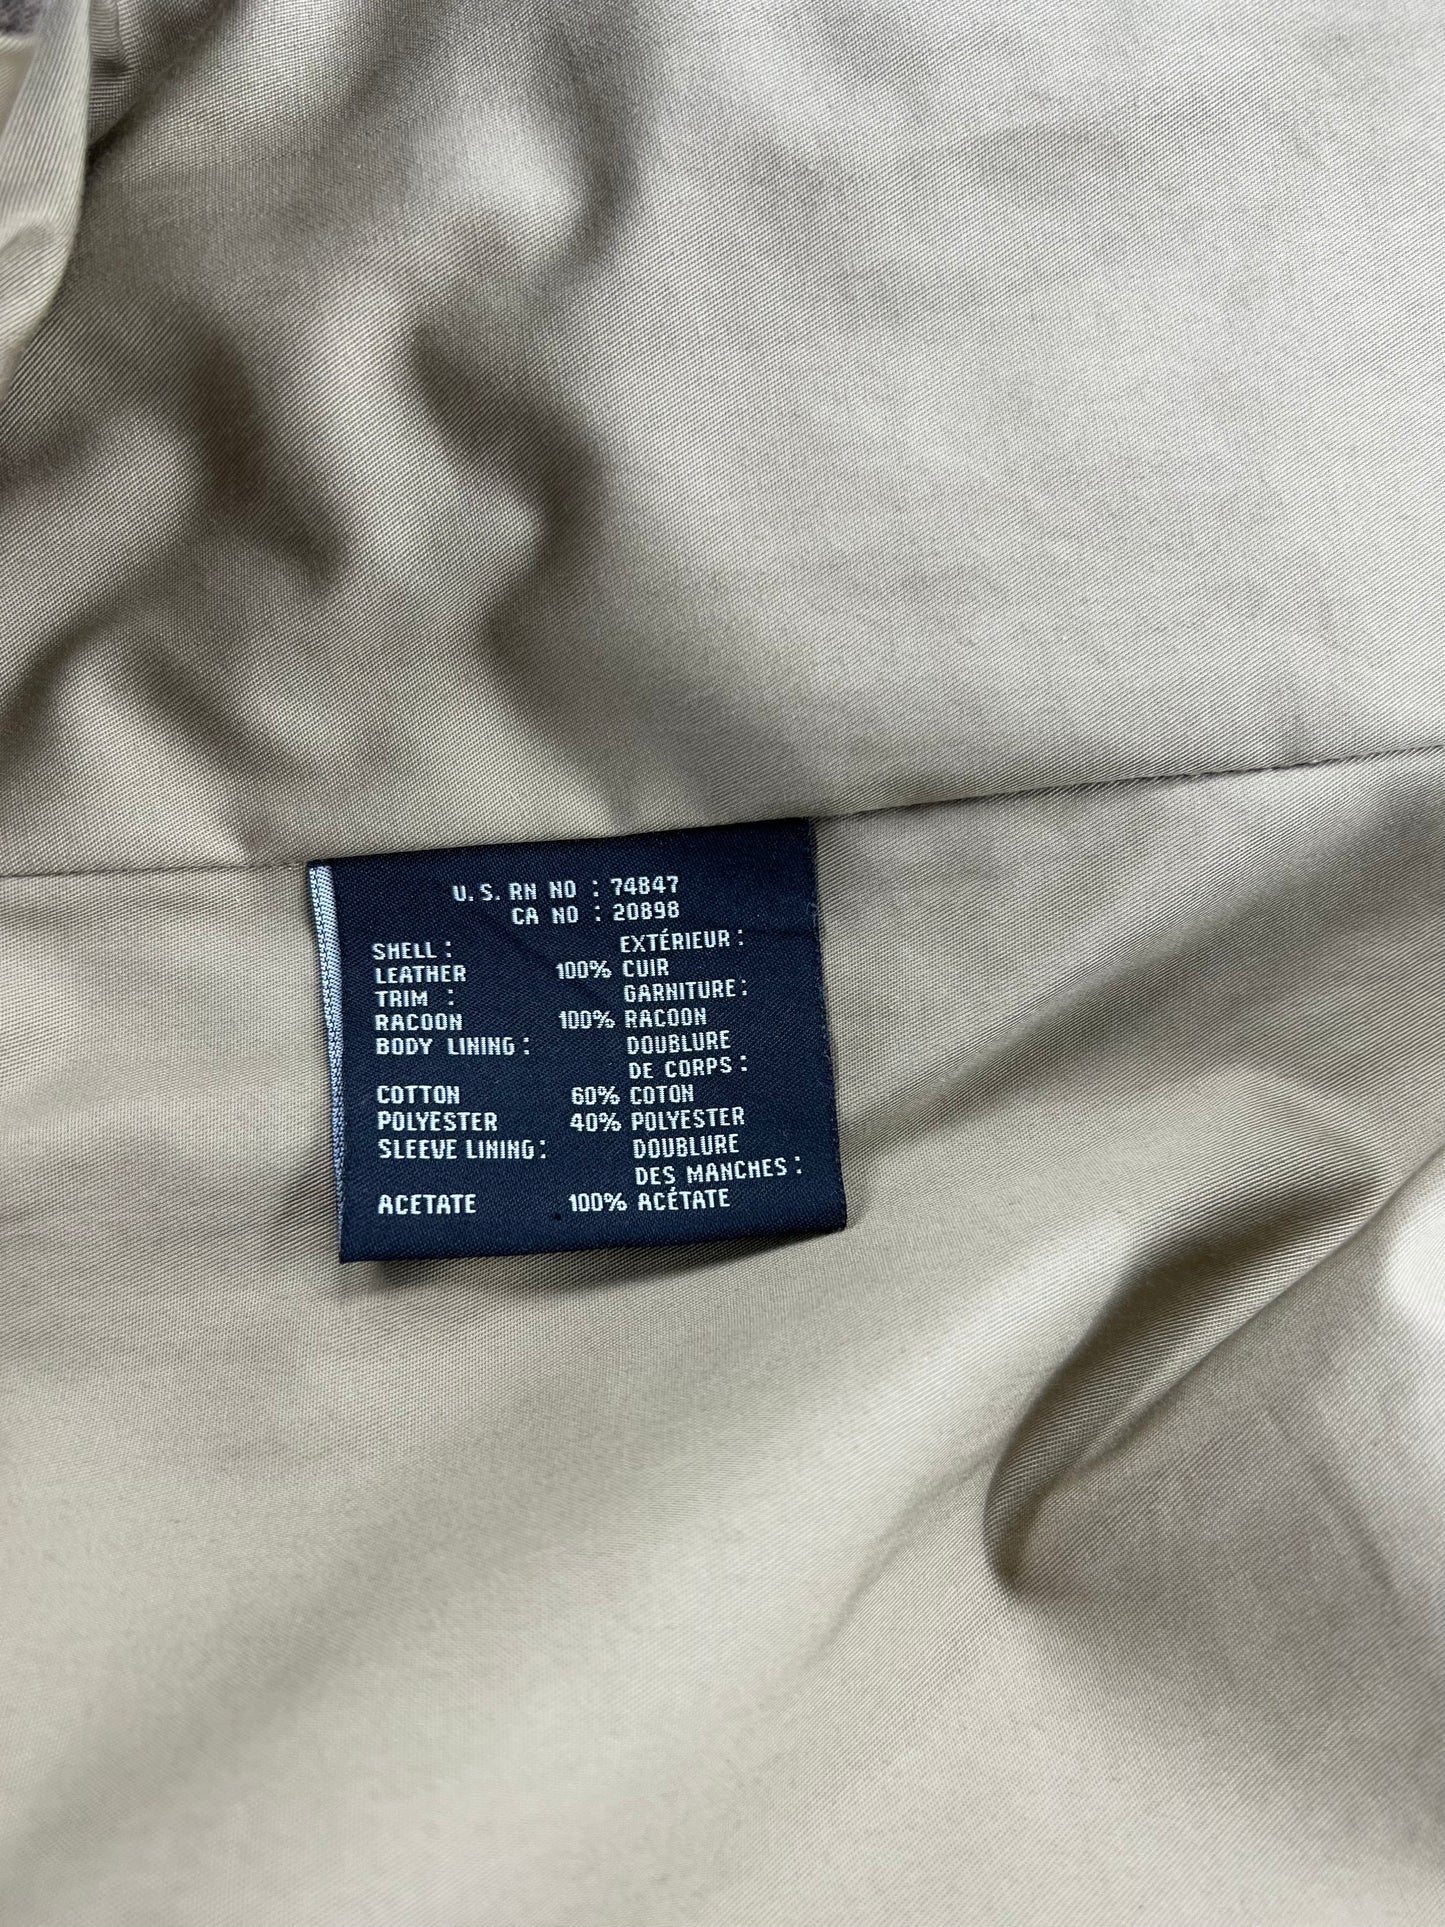 U.S. RN NO : 74847
CA NO : 20898
SHELL : EXTÉRIEUR :
LEATHER 100% CUIR
TRIM : GARNITURE :
RACOON 100% RACOON
BODY LINING : DOUBLURE
DE CORPS :
COTTON 60% COTON
POLYESTER 40% POLYESTER
SLEEVE LINING : DOUBLURE
DES MANCHES :
ACETATE 100% ACÉTATE